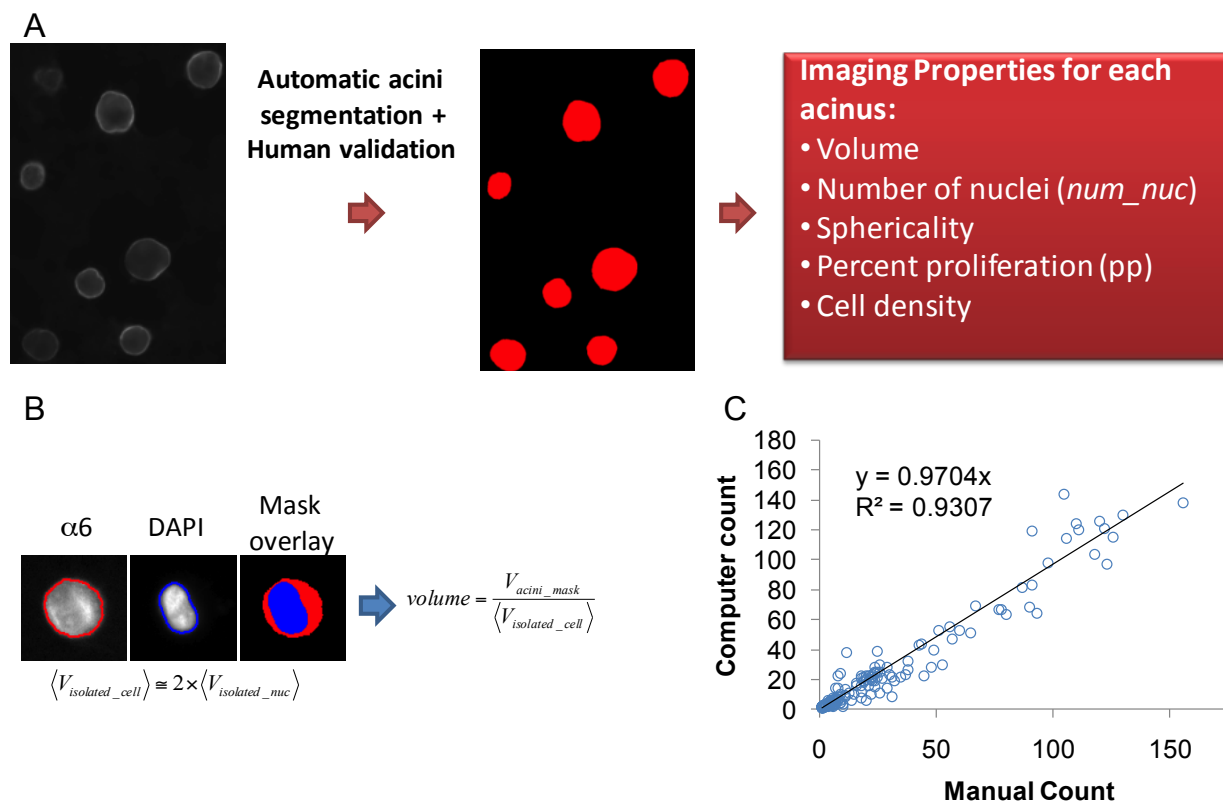 A
Automatic acini
segmentation +
Human validation
Imaging Properties for each
acinus:
• Volume
• Number of nuclei (num_nuc)
• Sphericality
• Percent proliferation (pp)
• Cell density
B
α6
DAPI
Mask
overlay
⟨V_isolated_cell⟩ ≅ 2×⟨V_isolated_nuc⟩
volume = V_acini_mask / ⟨V_isolated_cell⟩
C
Computer count
180
160
140
120
100
80
60
40
20
0
y = 0.9704x
R² = 0.9307
0 50 100 150
Manual Count